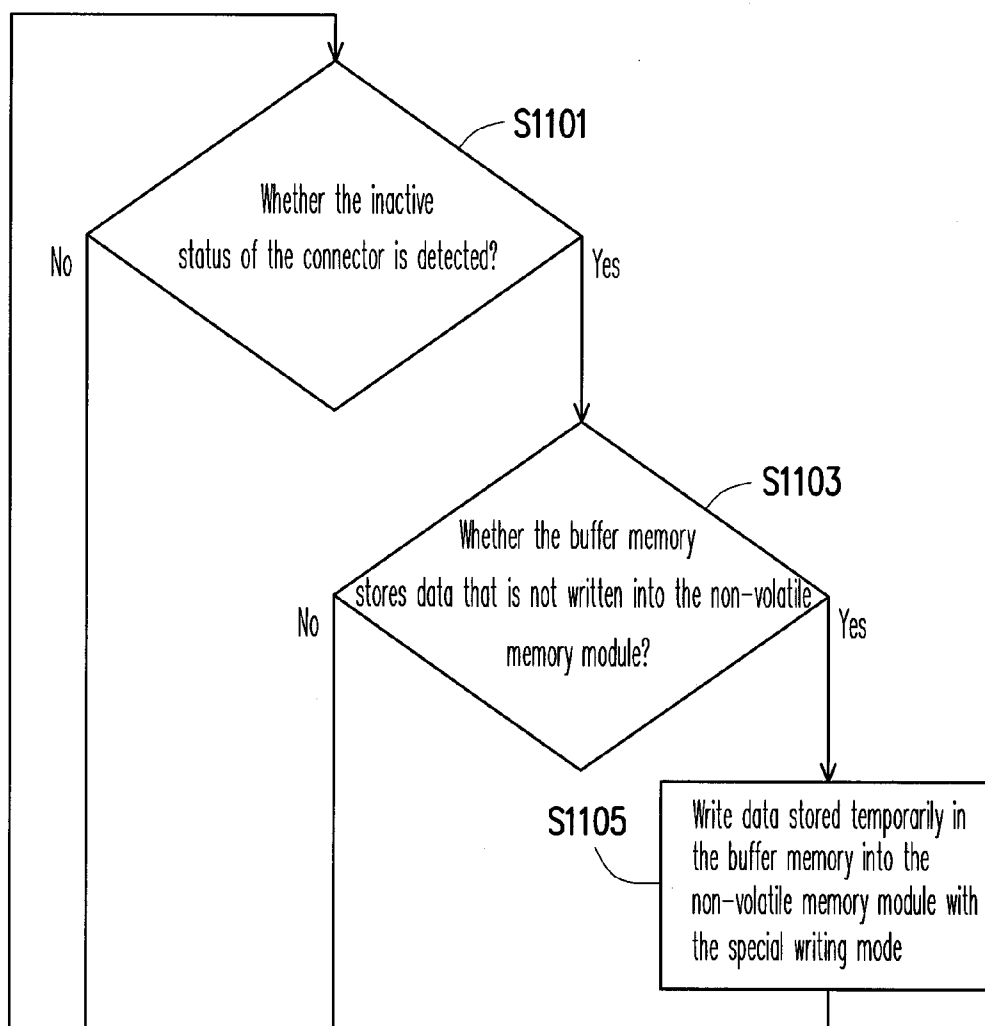 S1101
Whether the inactive
status of the connector is detected?
No
Yes
S1103
Whether the buffer memory
stores data that is not written into the non-volatile
memory module?
No
Yes
S1105
Write data stored temporarily in
the buffer memory into the
non-volatile memory module with
the special writing mode